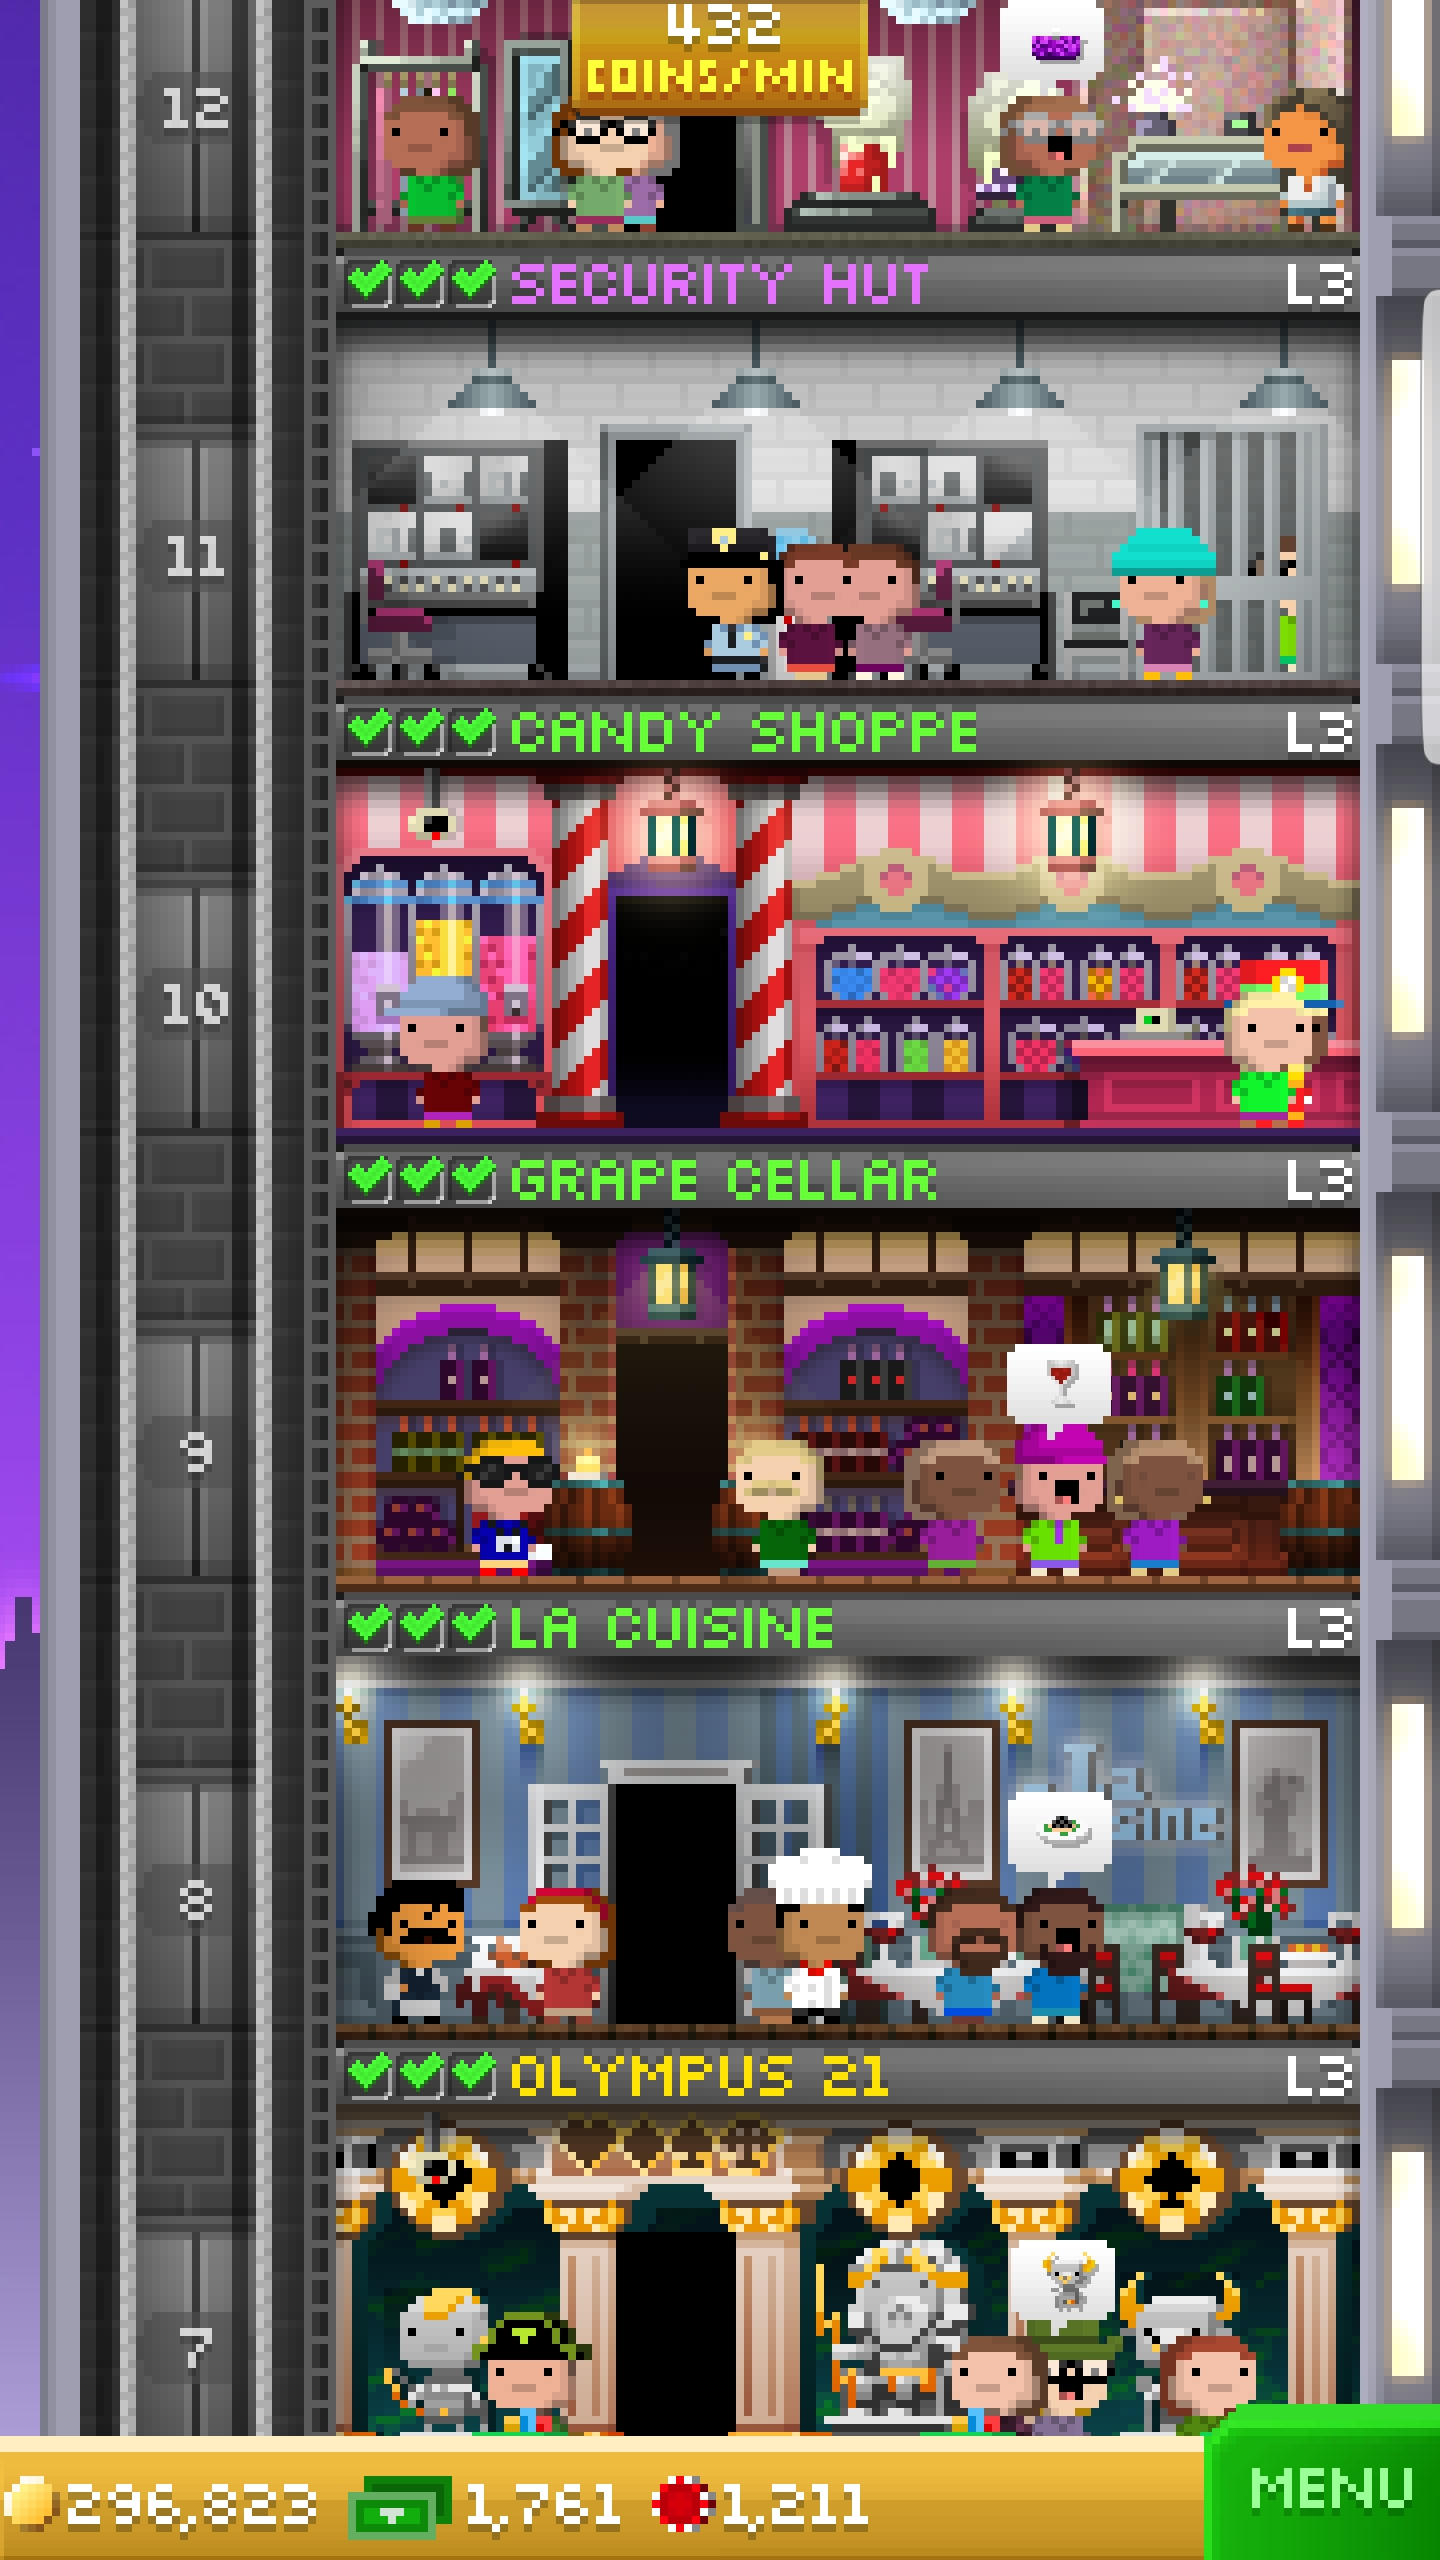 432
COINS/MIN
12
SECURITY HUT L3
11
CANDY SHOPPE L3
10
GRAPE CELLAR L3
9
LA CUISINE L3
La
8
OLYMPUS 21 L3
7
296,823 1,761 1,211 MENU